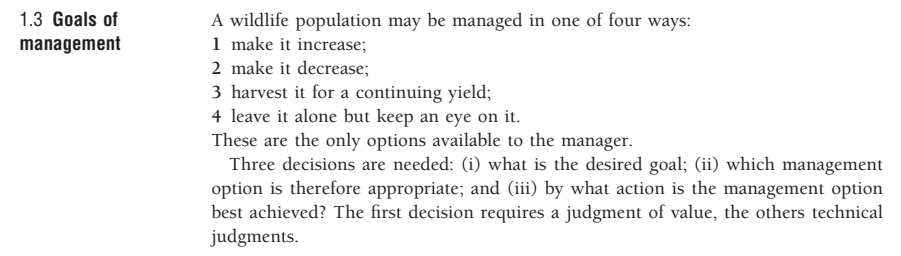 1.3 Goals of
management
A wildlife population may be managed in one of four ways:
1 make it increase;
2 make it decrease;
3 harvest it for a continuing yield;
4 leave it alone but keep an eye on it.
These are the only options available to the manager.
Three decisions are needed: (i) what is the desired goal; (ii) which management
option is therefore appropriate; and (iii) by what action is the management option
best achieved? The first decision requires a judgment of value, the others technical
judgments.